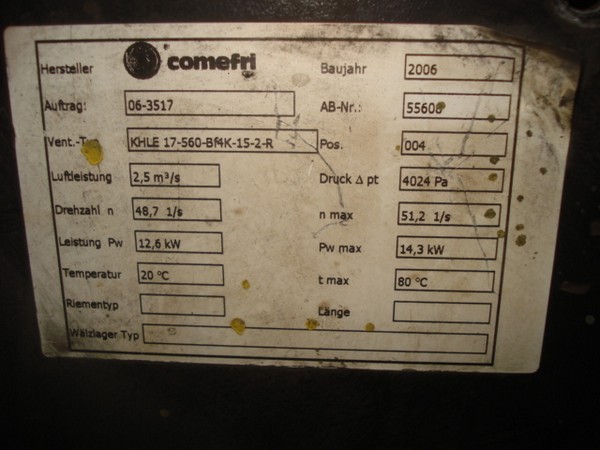 Hersteller comefri Baujahr 2006
Auftrag: 06-3517 AB-Nr.: 55608
Vent.-Typ KHLE 17-560-Bf4K-15-2-R Pos. 004
Luftleistung 2,5 m³/s Druck Δ pt 4024 Pa
Drehzahl n 48,7 1/s n max 51,2 1/s
Leistung Pw 12,6 kW Pw max 14,3 kW
Temperatur 20 °C t max 80 °C
Riementyp Länge
Wälzlager Typ